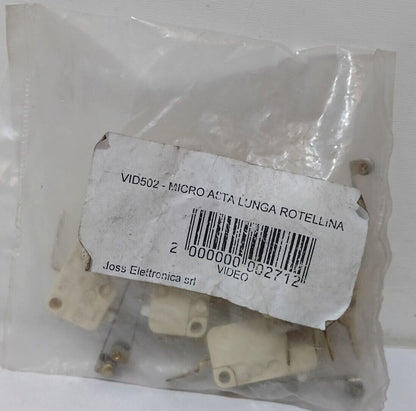 VID502 - MICRO ASTA LUNGA ROTELLINA
2 000000 002712
VIDEO
Joss Elettronica srl